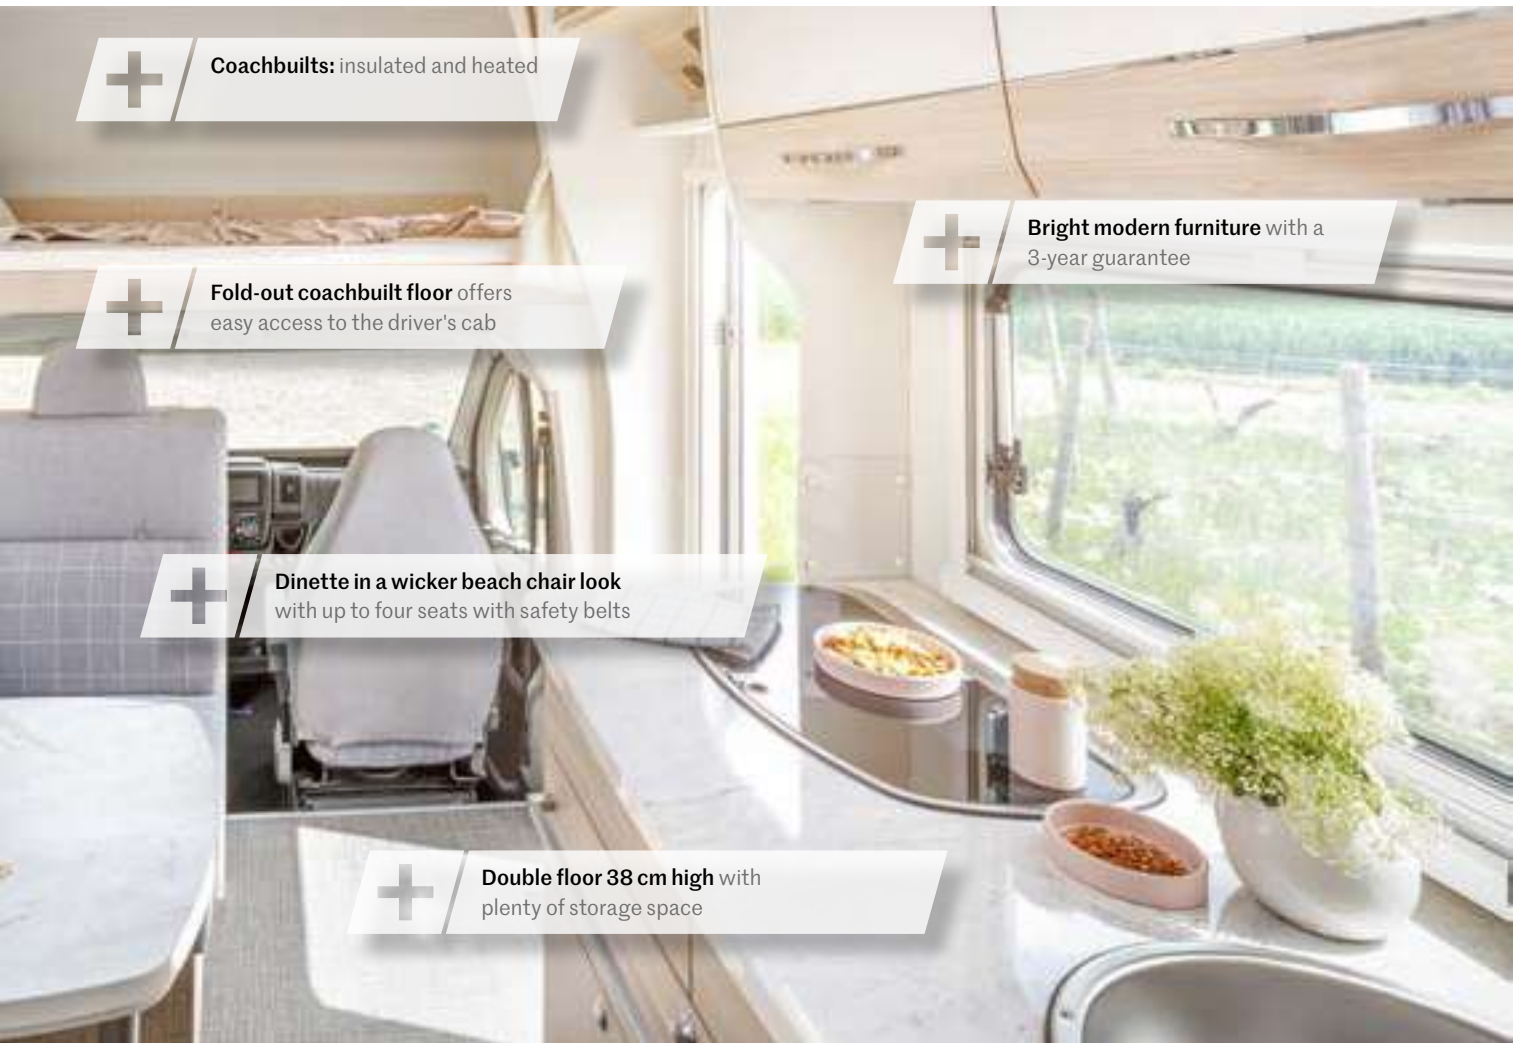 Coachbuilts: insulated and heated
Fold-out coachbuilt floor offers
easy access to the driver's cab
Bright modern furniture with a
3-year guarantee
Dinette in a wicker beach chair look
with up to four seats with safety belts
Double floor 38 cm high with
plenty of storage space